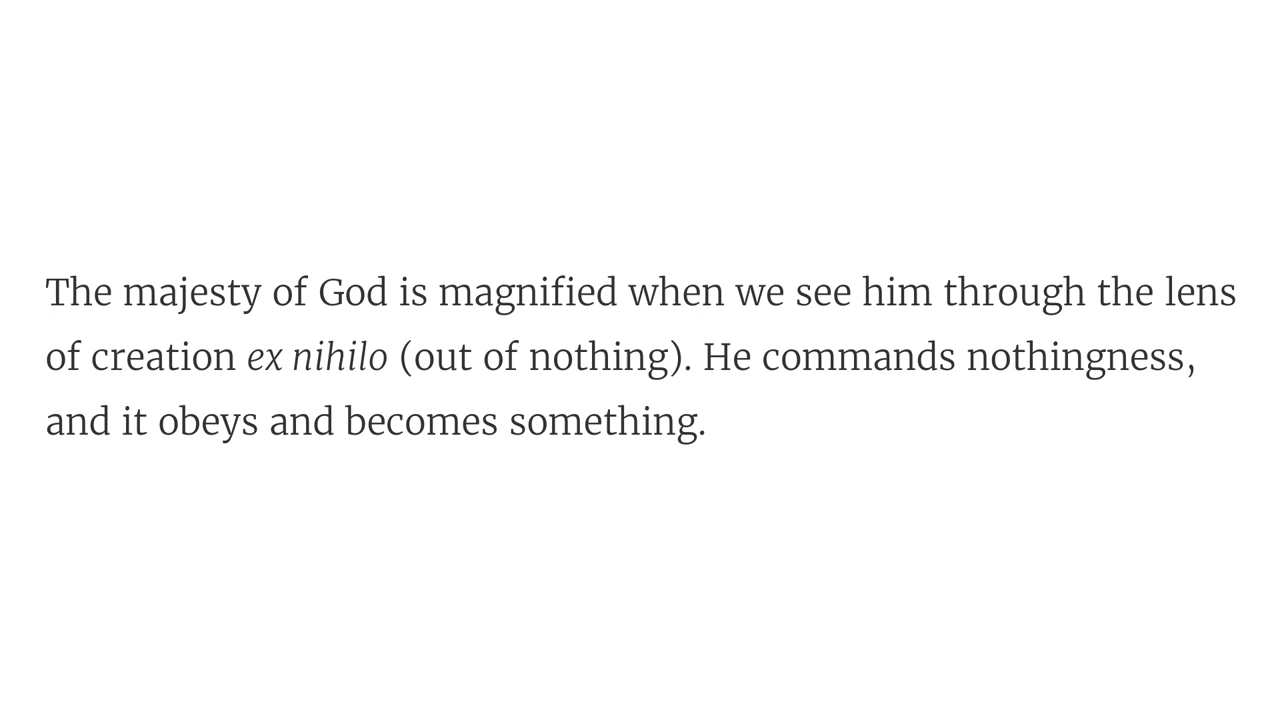 The majesty of God is magnified when we see him through the lens
of creation ex nihilo (out of nothing). He commands nothingness,
and it obeys and becomes something.